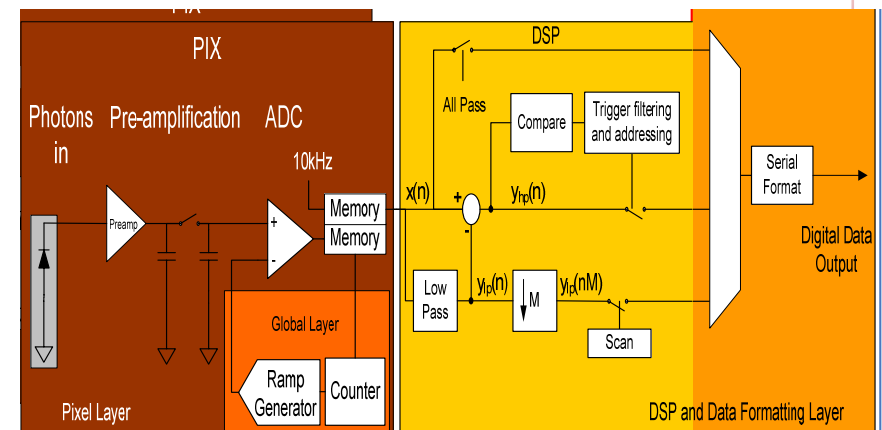 PIX
PIX
Photons
in
Pre-amplification
ADC
10kHz
Preamp
+
-
Memory
Memory
Global Layer
Ramp
Generator
Counter
Pixel Layer
DSP
All Pass
Compare
Trigger filtering
and addressing
x(n)
+
-
yhp(n)
Low
Pass
ylp(n)
M
ylp(nM)
Scan
Serial
Format
Digital Data
Output
DSP and Data Formatting Layer